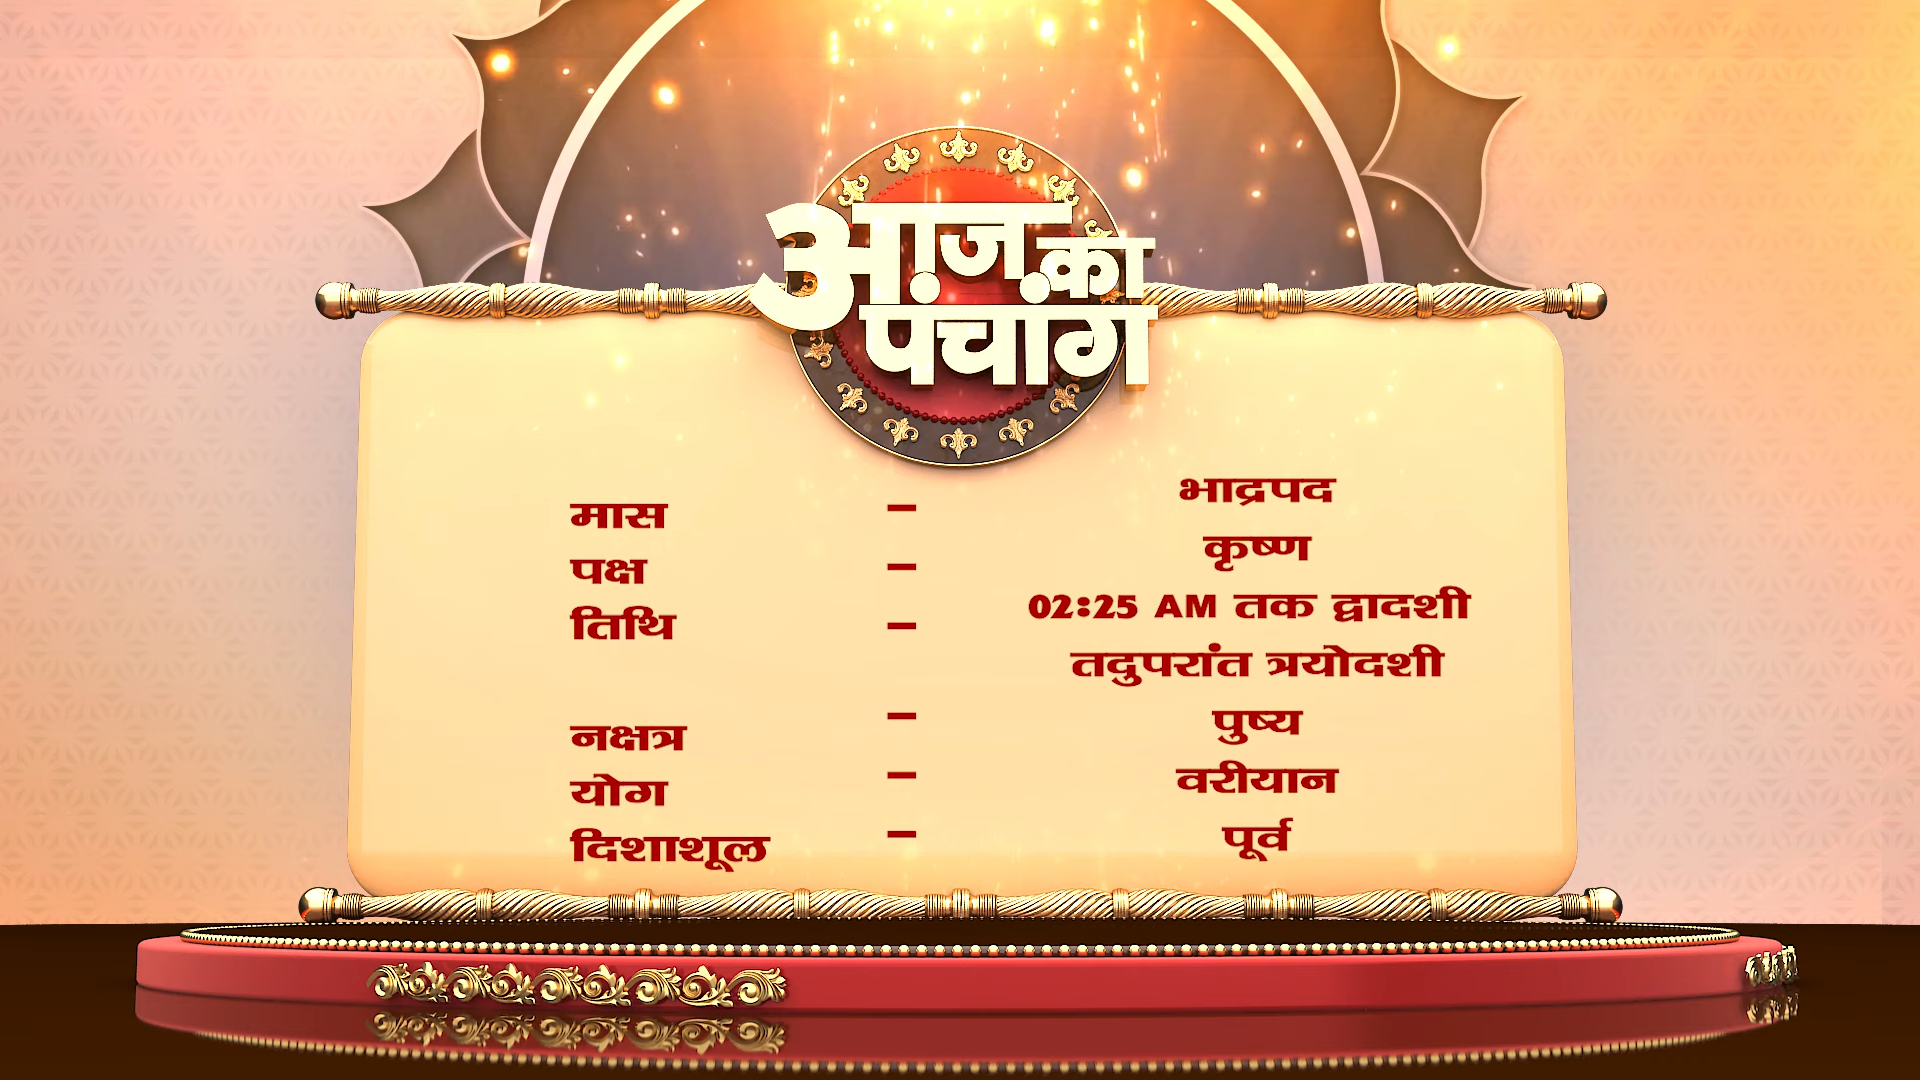 आज का
पंचांग
मास – भाद्रपद
पक्ष – कृष्ण
तिथि – 02:25 AM तक द्वादशी
तदुपरांत त्रयोदशी
नक्षत्र – पुष्य
योग – वरीयान
दिशाशूल – पूर्व